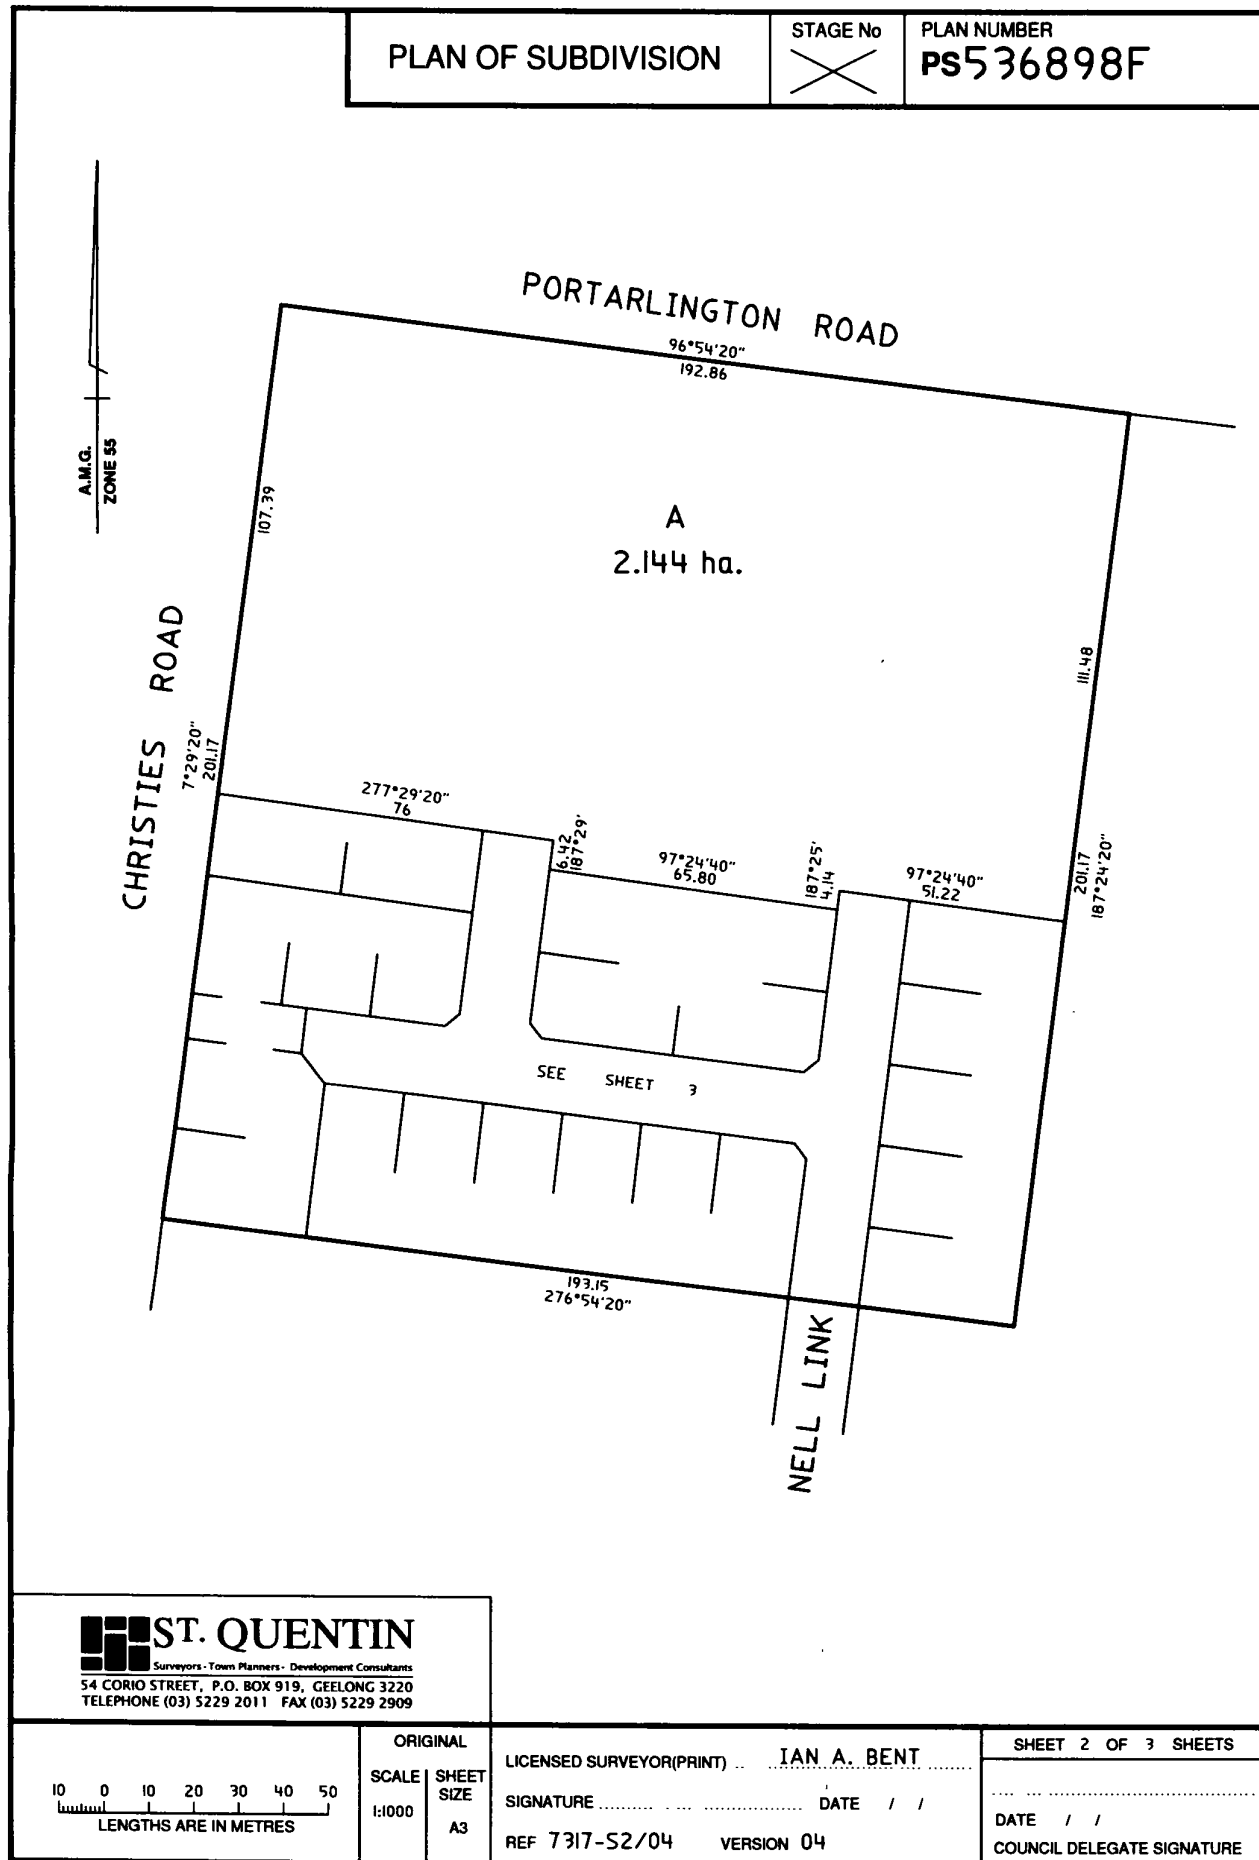 PLAN OF SUBDIVISION
STAGE No
PLAN NUMBER
PS536898F
A.M.G.
ZONE 55
PORTARLINGTON ROAD
96°54'20"
192.86
107.39
A
2.144 ha.
111.48
CHRISTIES ROAD
7°29'20"
201.17
277°29'20"
76
6.42
187°29'
97°24'40"
65.80
187°25'
4.14
97°24'40"
51.22
201.17
187°24'20"
SEE SHEET 3
193.15
276°54'20"
NELL LINK
ST. QUENTIN
Surveyors - Town Planners - Development Consultants
54 CORIO STREET, P.O. BOX 919, GEELONG 3220
TELEPHONE (03) 5229 2011 FAX (03) 5229 2909
10 0 10 20 30 40 50
LENGTHS ARE IN METRES
ORIGINAL
SCALE
1:1000
SHEET
SIZE
A3
LICENSED SURVEYOR(PRINT) .. IAN A. BENT
SIGNATURE DATE / /
REF 7317-S2/04 VERSION 04
SHEET 2 OF 3 SHEETS
DATE / /
COUNCIL DELEGATE SIGNATURE